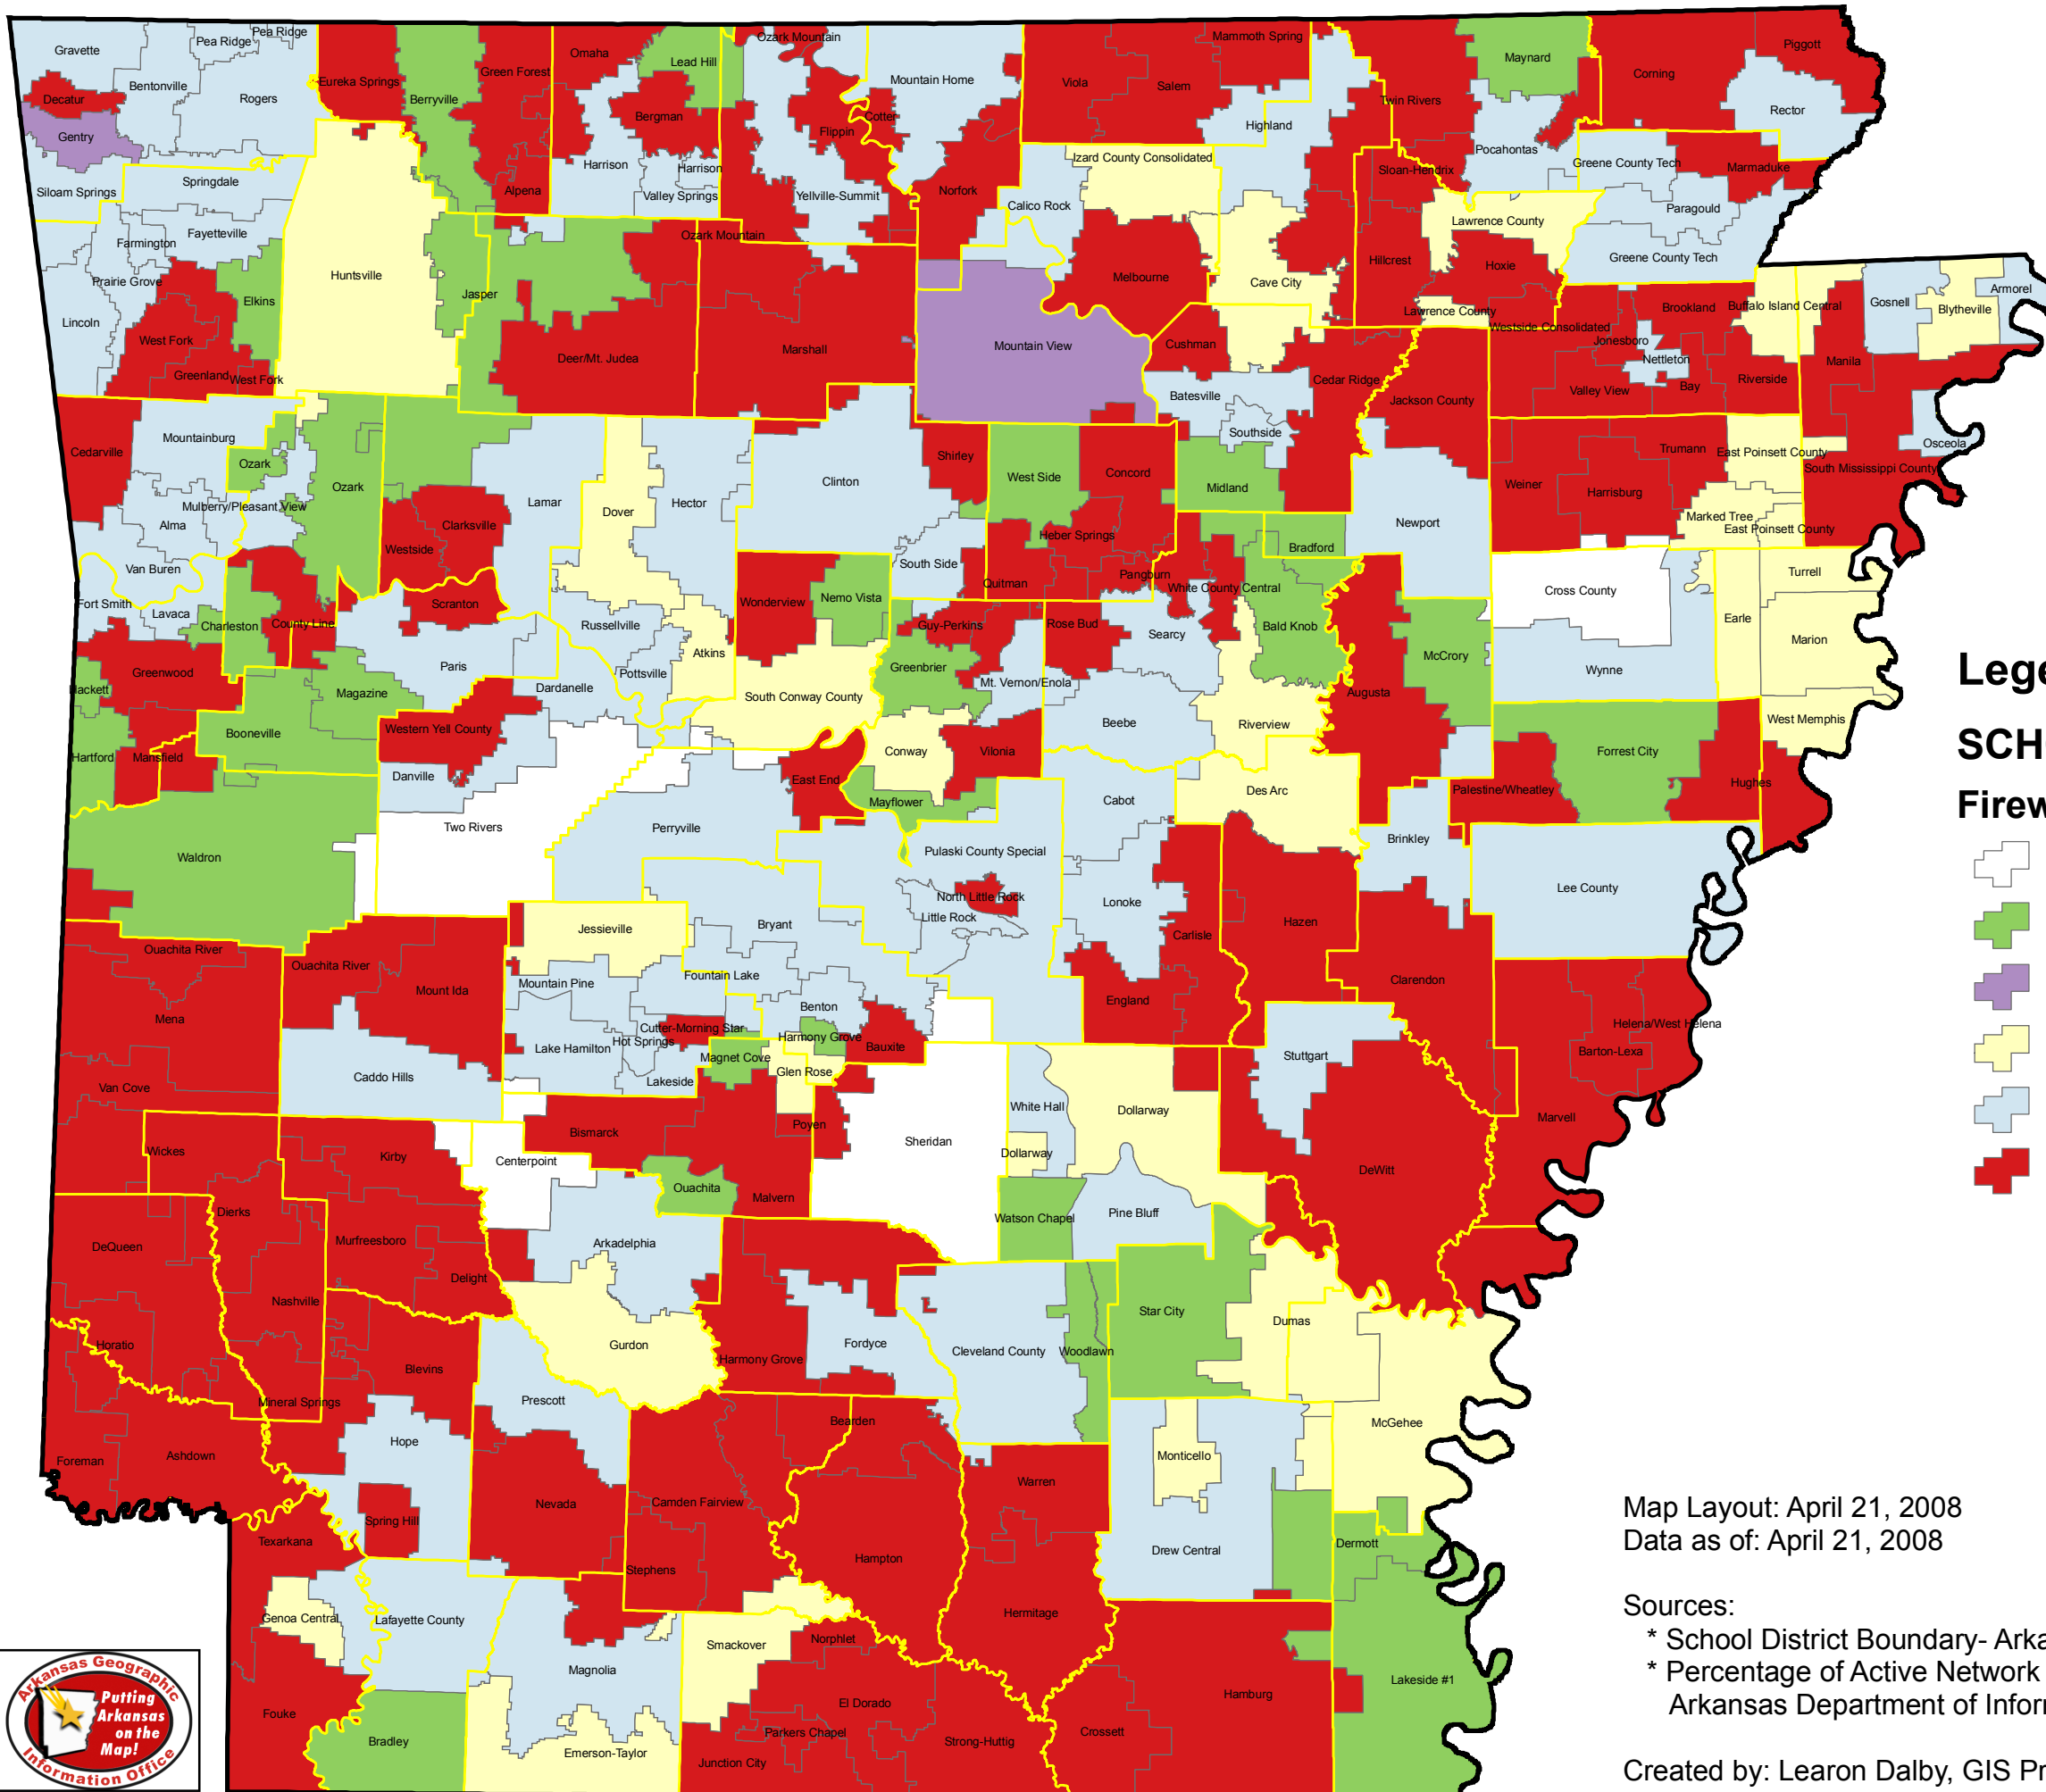 Gravette
Pea Ridge
Pea Ridge
Bentonville
Rogers
Decatur
Gentry
Siloam Springs
Springdale
Eureka Springs
Berryville
Green Forest
Alpena
Omaha
Lead Hill
Bergman
Harrison
Harrison
Valley Springs
Ozark Mountain
Flippin
Cotter
Yellville-Summit
Mountain Home
Norfork
Viola
Salem
Mammoth Spring
Highland
Izard County Consolidated
Calico Rock
Twin Rivers
Sloan-Hendrix
Maynard
Pocahontas
Corning
Piggott
Rector
Greene County Tech
Marmaduke
Paragould
Greene County Tech
Lawrence County
Hoxie
Hillcrest
Lawrence County
Fayetteville
Farmington
Prairie Grove
Lincoln
Elkins
West Fork
Greenland
West Fork
Huntsville
Jasper
Ozark Mountain
Deer/Mt. Judea
Marshall
Mountain View
Melbourne
Cave City
Cushman
Batesville
Southside
Cedar Ridge
Jackson County
Westside Consolidated
Jonesboro
Nettleton
Brookland
Valley View
Bay
Riverside
Buffalo Island Central
Manila
Gosnell
Blytheville
Armorel
Osceola
South Mississippi County
Cedarville
Mountainburg
Ozark
Ozark
Mulberry/Pleasant View
Alma
Van Buren
Fort Smith
Lavaca
Charleston
County Line
Clarksville
Westside
Scranton
Lamar
Dover
Hector
Clinton
Shirley
West Side
Concord
Heber Springs
Quitman
Pangburn
South Side
Midland
Newport
Bradford
White County Central
Bald Knob
Weiner
Harrisburg
Trumann
East Poinsett County
Marked Tree
East Poinsett County
Cross County
Wynne
Earle
Turrell
Marion
West Memphis
Greenwood
Hackett
Hartford
Mansfield
Booneville
Magazine
Paris
Western Yell County
Danville
Dardanelle
Russellville
Pottsville
Atkins
Wonderview
Nemo Vista
South Conway County
Guy-Perkins
Greenbrier
Mt. Vernon/Enola
Rose Bud
Searcy
Beebe
Riverview
Augusta
McCrory
Conway
Vilonia
Mayflower
East End
Forrest City
Palestine/Wheatley
Hughes
Waldron
Two Rivers
Perryville
Cabot
Des Arc
Brinkley
Pulaski County Special
North Little Rock
Little Rock
Lonoke
Carlisle
Hazen
England
Lee County
Clarendon
Ouachita River
Ouachita River
Mount Ida
Mena
Van Cove
Caddo Hills
Jessieville
Mountain Pine
Fountain Lake
Bryant
Benton
Harmony Grove
Bauxite
Cutter-Morning Star
Hot Springs
Lake Hamilton
Lakeside
Magnet Cove
Glen Rose
Poyen
Bismarck
Malvern
Ouachita
Centerpoint
Kirby
Wickes
Sheridan
White Hall
Dollarway
Dollarway
Watson Chapel
Pine Bluff
Stuttgart
DeWitt
Helena/West Helena
Barton-Lexa
Marvell
Dierks
DeQueen
Murfreesboro
Delight
Nashville
Horatio
Mineral Springs
Blevins
Arkadelphia
Gurdon
Prescott
Hope
Harmony Grove
Fordyce
Cleveland County
Woodlawn
Star City
Dumas
McGehee
Monticello
Drew Central
Dermott
Foreman
Ashdown
Spring Hill
Nevada
Camden Fairview
Bearden
Stephens
Hampton
Warren
Hermitage
Texarkana
Genoa Central
Lafayette County
Fouke
Bradley
Magnolia
Emerson-Taylor
Smackover
Norphlet
El Dorado
Parkers Chapel
Junction City
Strong-Huttig
Crossett
Hamburg
Lakeside #1
Lege
SCH
Firew
Map Layout: April 21, 2008
Data as of: April 21, 2008
Sources:
* School District Boundary- Arka
* Percentage of Active Network
Arkansas Department of Infor
Created by: Learon Dalby, GIS Pr
Arkansas Geographic
Putting
Arkansas
on the
Map!
Information Office